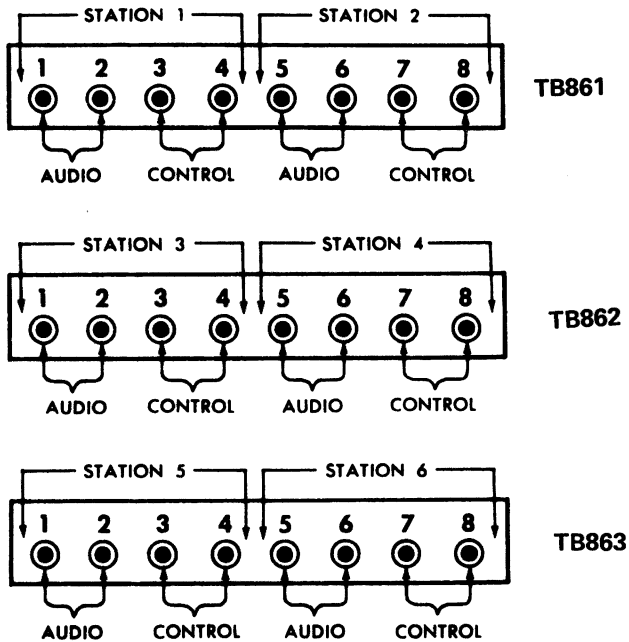 STATION 1 STATION 2
1 2 3 4 5 6 7 8
TB861
AUDIO CONTROL AUDIO CONTROL
STATION 3 STATION 4
1 2 3 4 5 6 7 8
TB862
AUDIO CONTROL AUDIO CONTROL
STATION 5 STATION 6
1 2 3 4 5 6 7 8
TB863
AUDIO CONTROL AUDIO CONTROL